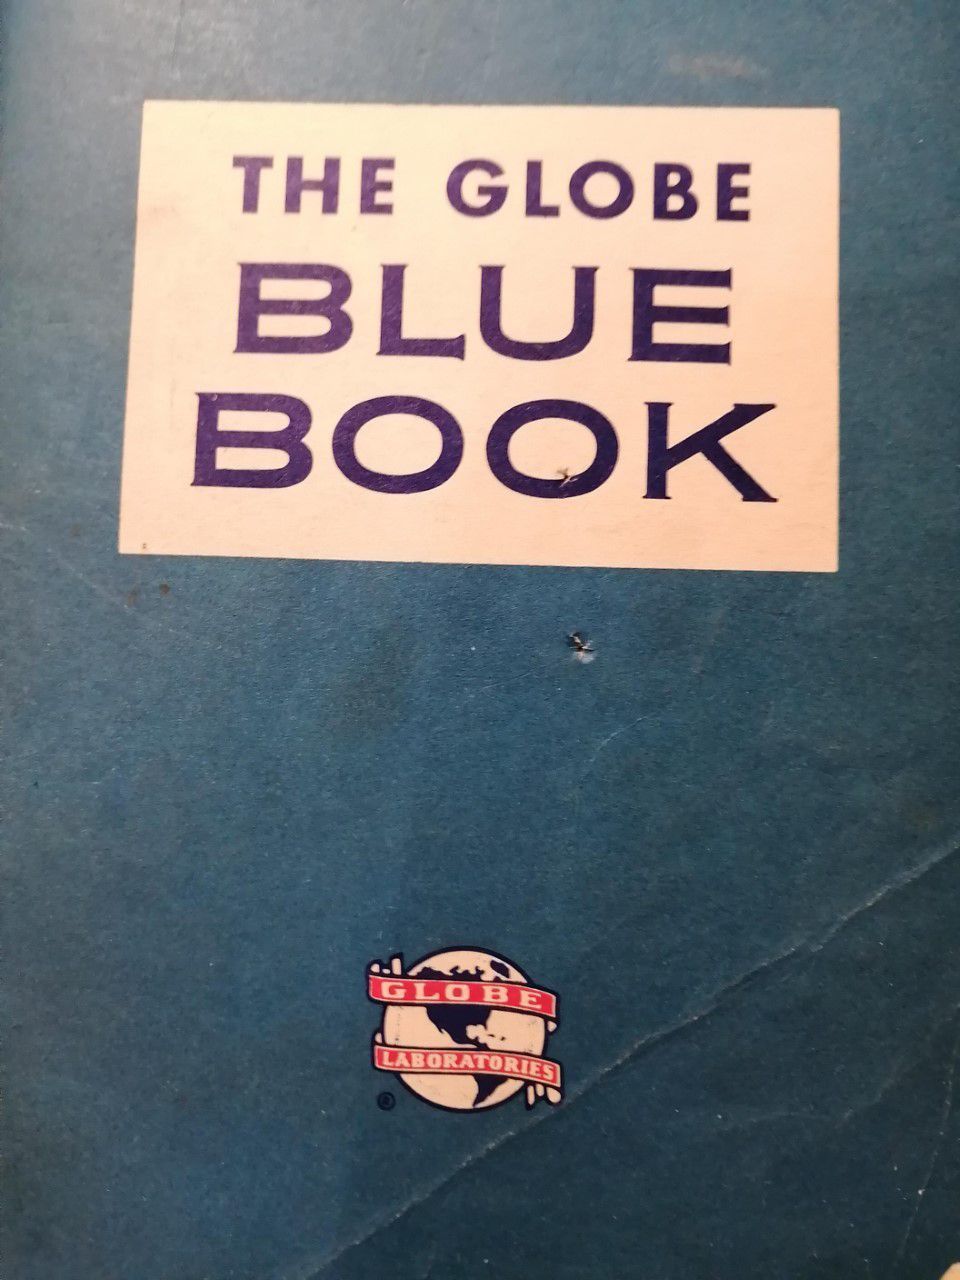 THE GLOBE
BLUE
BOOK
GLOBE
LABORATORIES
®